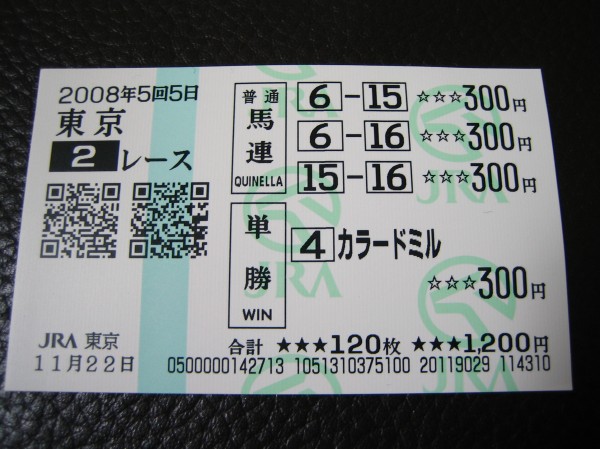 2008年5回5日
東京
2レース
JRA 東京
11月22日
普通
馬連
QUINELLA
6-15 ☆☆☆300円
6-16 ☆☆☆300円
15-16 ☆☆☆300円
単勝
WIN
4 カラードミル
☆☆☆300円
合計 ★★★120枚 ★★★1,200円
0500000142713 1051310375100 20119029 114310
JRA
JRA
JRA
JRA